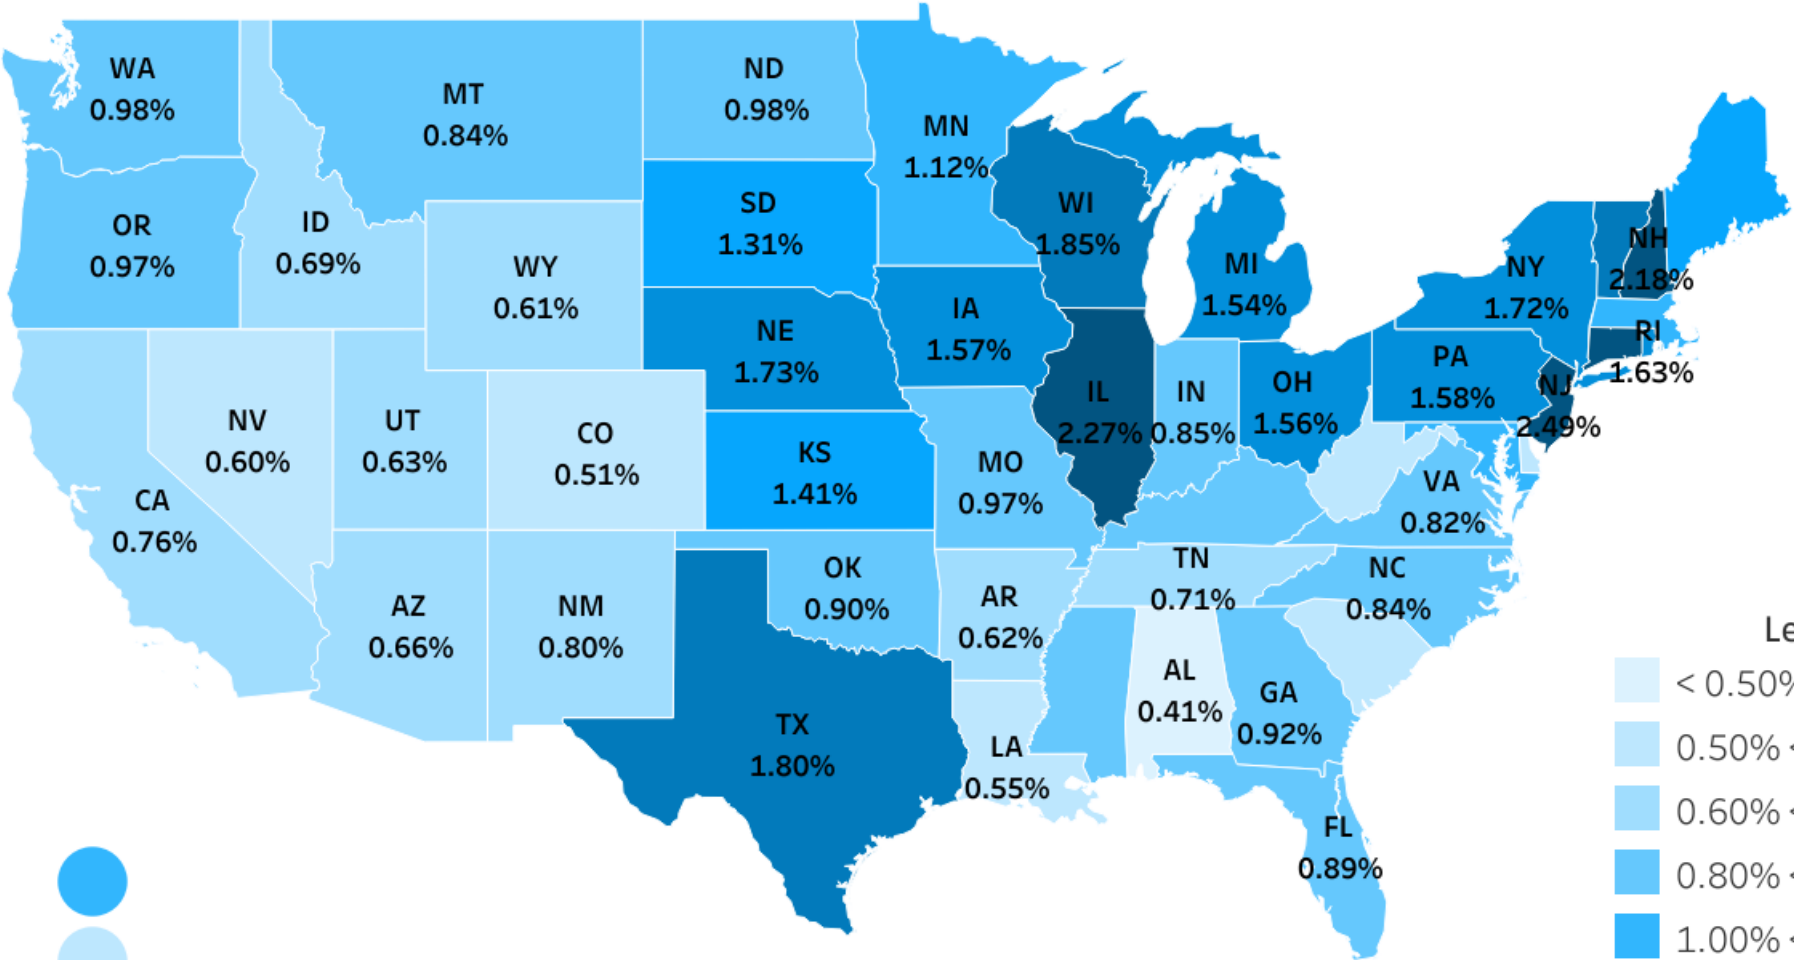 WA
0.98%
MT
0.84%
ND
0.98%
MN
1.12%
OR
0.97%
ID
0.69%
WY
0.61%
SD
1.31%
WI
1.85%
MI
1.54%
NY
1.72%
NH
2.18%
NE
1.73%
IA
1.57%
RI
1.63%
PA
1.58%
NJ
2.49%
NV
0.60%
UT
0.63%
CO
0.51%
KS
1.41%
MO
0.97%
IL
2.27%
IN
0.85%
OH
1.56%
VA
0.82%
CA
0.76%
AZ
0.66%
NM
0.80%
OK
0.90%
AR
0.62%
TN
0.71%
NC
0.84%
TX
1.80%
LA
0.55%
AL
0.41%
GA
0.92%
FL
0.89%
Le
< 0.50%
0.50% <
0.60% <
0.80% <
1.00% <